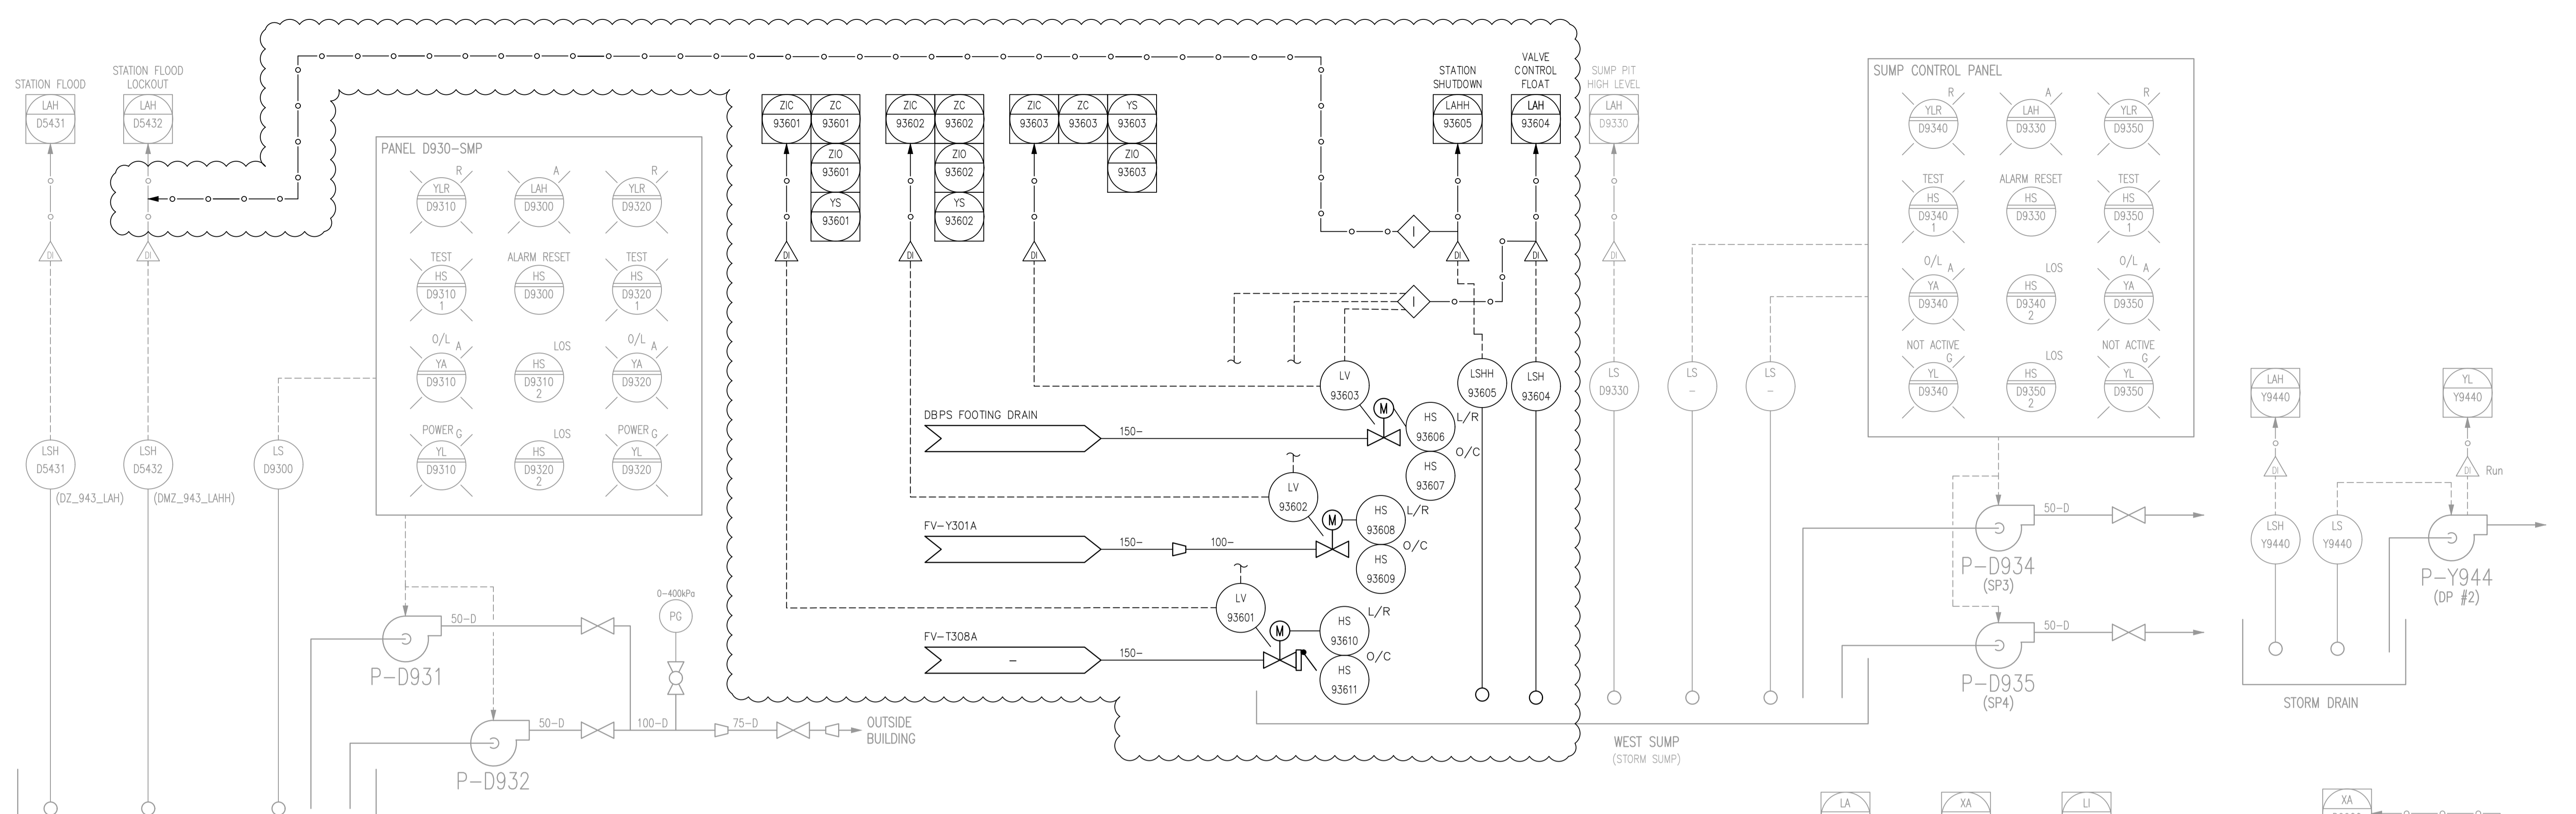 STATION FLOOD
LAH
D5431
DI
LSH
D5431
(DZ_943_LAH)
STATION FLOOD
LOCKOUT
LAH
D5432
DI
LSH
D5432
(DMZ_943_LAHH)
LS
D9300
PANEL D930-SMP
R
YLR
D9310
A
LAH
D9300
R
YLR
D9320
TEST
HS
D9310
1
ALARM RESET
HS
D9300
TEST
HS
D9320
1
O/L
A
YA
D9310
LOS
HS
D9310
2
O/L
A
YA
D9320
POWER
G
YL
D9310
LOS
HS
D9320
2
POWER
G
YL
D9320
50-D
P-D931
50-D
P-D932
100-D
0-400kPa
PG
75-D
OUTSIDE
BUILDING
ZIC
93601
ZC
93601
ZIO
93601
YS
93601
DI
ZIC
93602
ZC
93602
ZIO
93602
YS
93602
DI
ZIC
93603
ZC
93603
YS
93603
ZIO
93603
DI
STATION
SHUTDOWN
LAHH
93605
DI
VALVE
CONTROL
FLOAT
LAH
93604
DI
I
I
LV
93603
LSHH
93605
LSH
93604
DBPS FOOTING DRAIN
150-
M
HS
93606
L/R
O/C
HS
93607
LV
93602
FV-Y301A
150-
100-
M
HS
93608
L/R
O/C
HS
93609
LV
93601
FV-T308A
-
150-
M
HS
93610
L/R
O/C
HS
93611
SUMP PIT
HIGH LEVEL
LAH
D9330
DI
LS
D9330
LS
-
LS
-
WEST SUMP
(STORM SUMP)
SUMP CONTROL PANEL
R
YLR
D9340
A
LAH
D9330
R
YLR
D9350
TEST
HS
D9340
1
ALARM RESET
HS
D9330
TEST
HS
D9350
1
O/L
A
YA
D9340
LOS
HS
D9340
2
O/L
A
YA
D9350
NOT ACTIVE
G
YL
D9340
LOS
HS
D9350
2
NOT ACTIVE
G
YL
D9350
50-D
P-D934
(SP3)
50-D
P-D935
(SP4)
LAH
Y9440
DI
LSH
Y9440
LS
Y9440
YL
Y9440
DI
Run
P-Y944
(DP #2)
STORM DRAIN
LA
XA
LI
XA